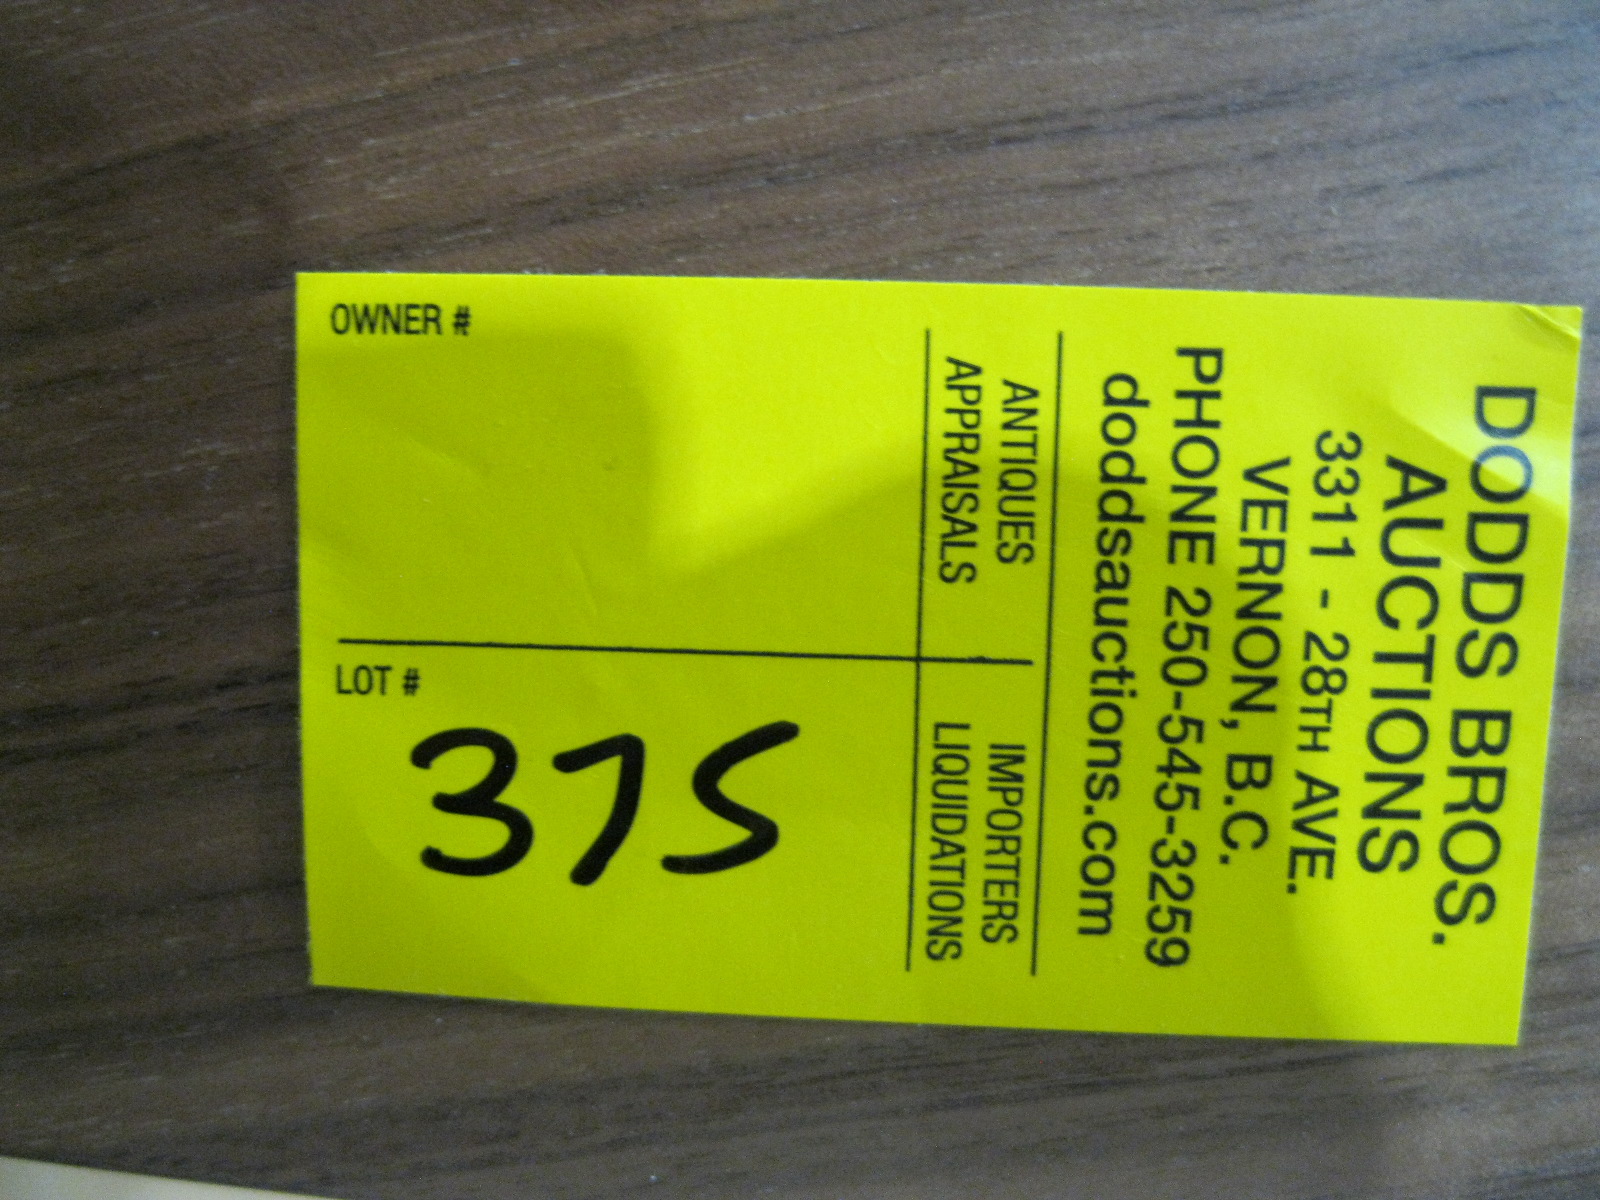 DODDS BROS.
AUCTIONS
3311 - 28TH AVE.
VERNON, B.C.
PHONE 250-545-3259
doddsauctions.com
ANTIQUES
APPRAISALS
IMPORTERS
LIQUIDATIONS
OWNER #
LOT #
375